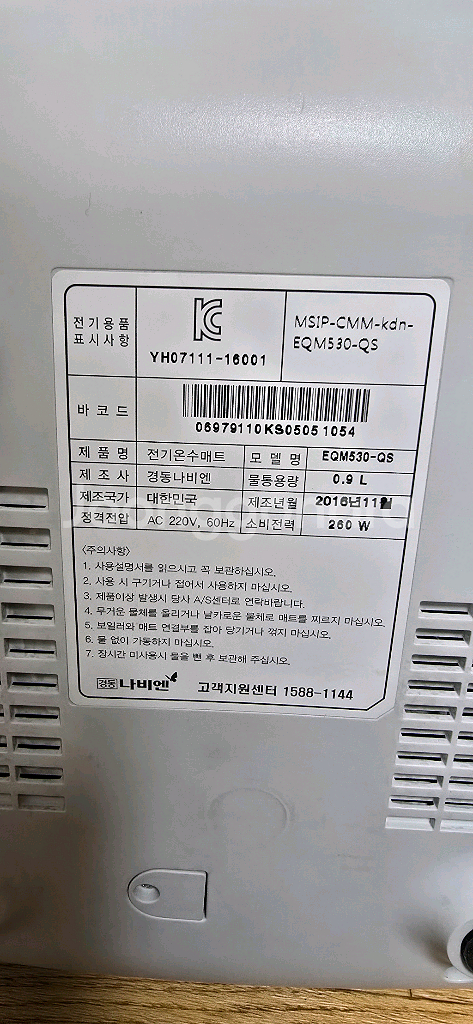 전기용품
표시사항
KC
YH07111-16001
MSIP-CMM-kdn-
EQM530-QS
바코드
06979110KS05051054
제품명 전기온수매트 모델명 EQM530-QS
제조사 경동나비엔 물통용량 0.9 L
제조국가 대한민국 제조년월 2016년11월
정격전압 AC 220V, 60Hz 소비전력 260 W
<주의사항>
1. 사용설명서를 읽으시고 꼭 보관하십시오.
2. 사용 시 구기거나 접어서 사용하지 마십시오.
3. 제품이상 발생시 당사 A/S센터로 연락바랍니다.
4. 무거운 물체를 올리거나 날카로운 물체로 매트를 찌르지 마십시오.
5. 보일러와 매트 연결부를 잡아 당기거나 꺾지 마십시오.
6. 물 없이 가동하지 마십시오.
7. 장시간 미사용시 물을 뺀 후 보관해 주십시오.
경동 나비엔 고객지원센터 1588-1144